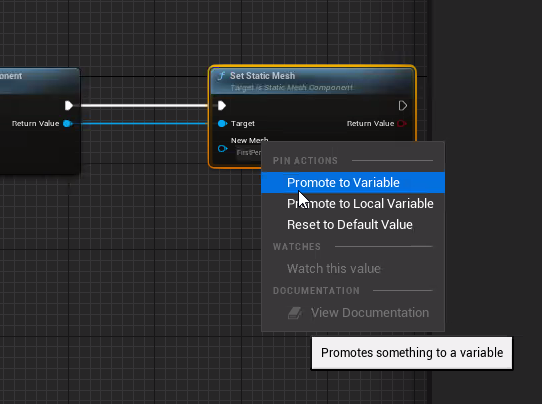 onent
Set Static Mesh
Target is Static Mesh Component
Return Value
Target
Return Value
New Mesh
FirstPer
PIN ACTIONS
Promote to Variable
Promote to Local Variable
Reset to Default Value
WATCHES
Watch this value
DOCUMENTATION
View Documentation
Promotes something to a variable